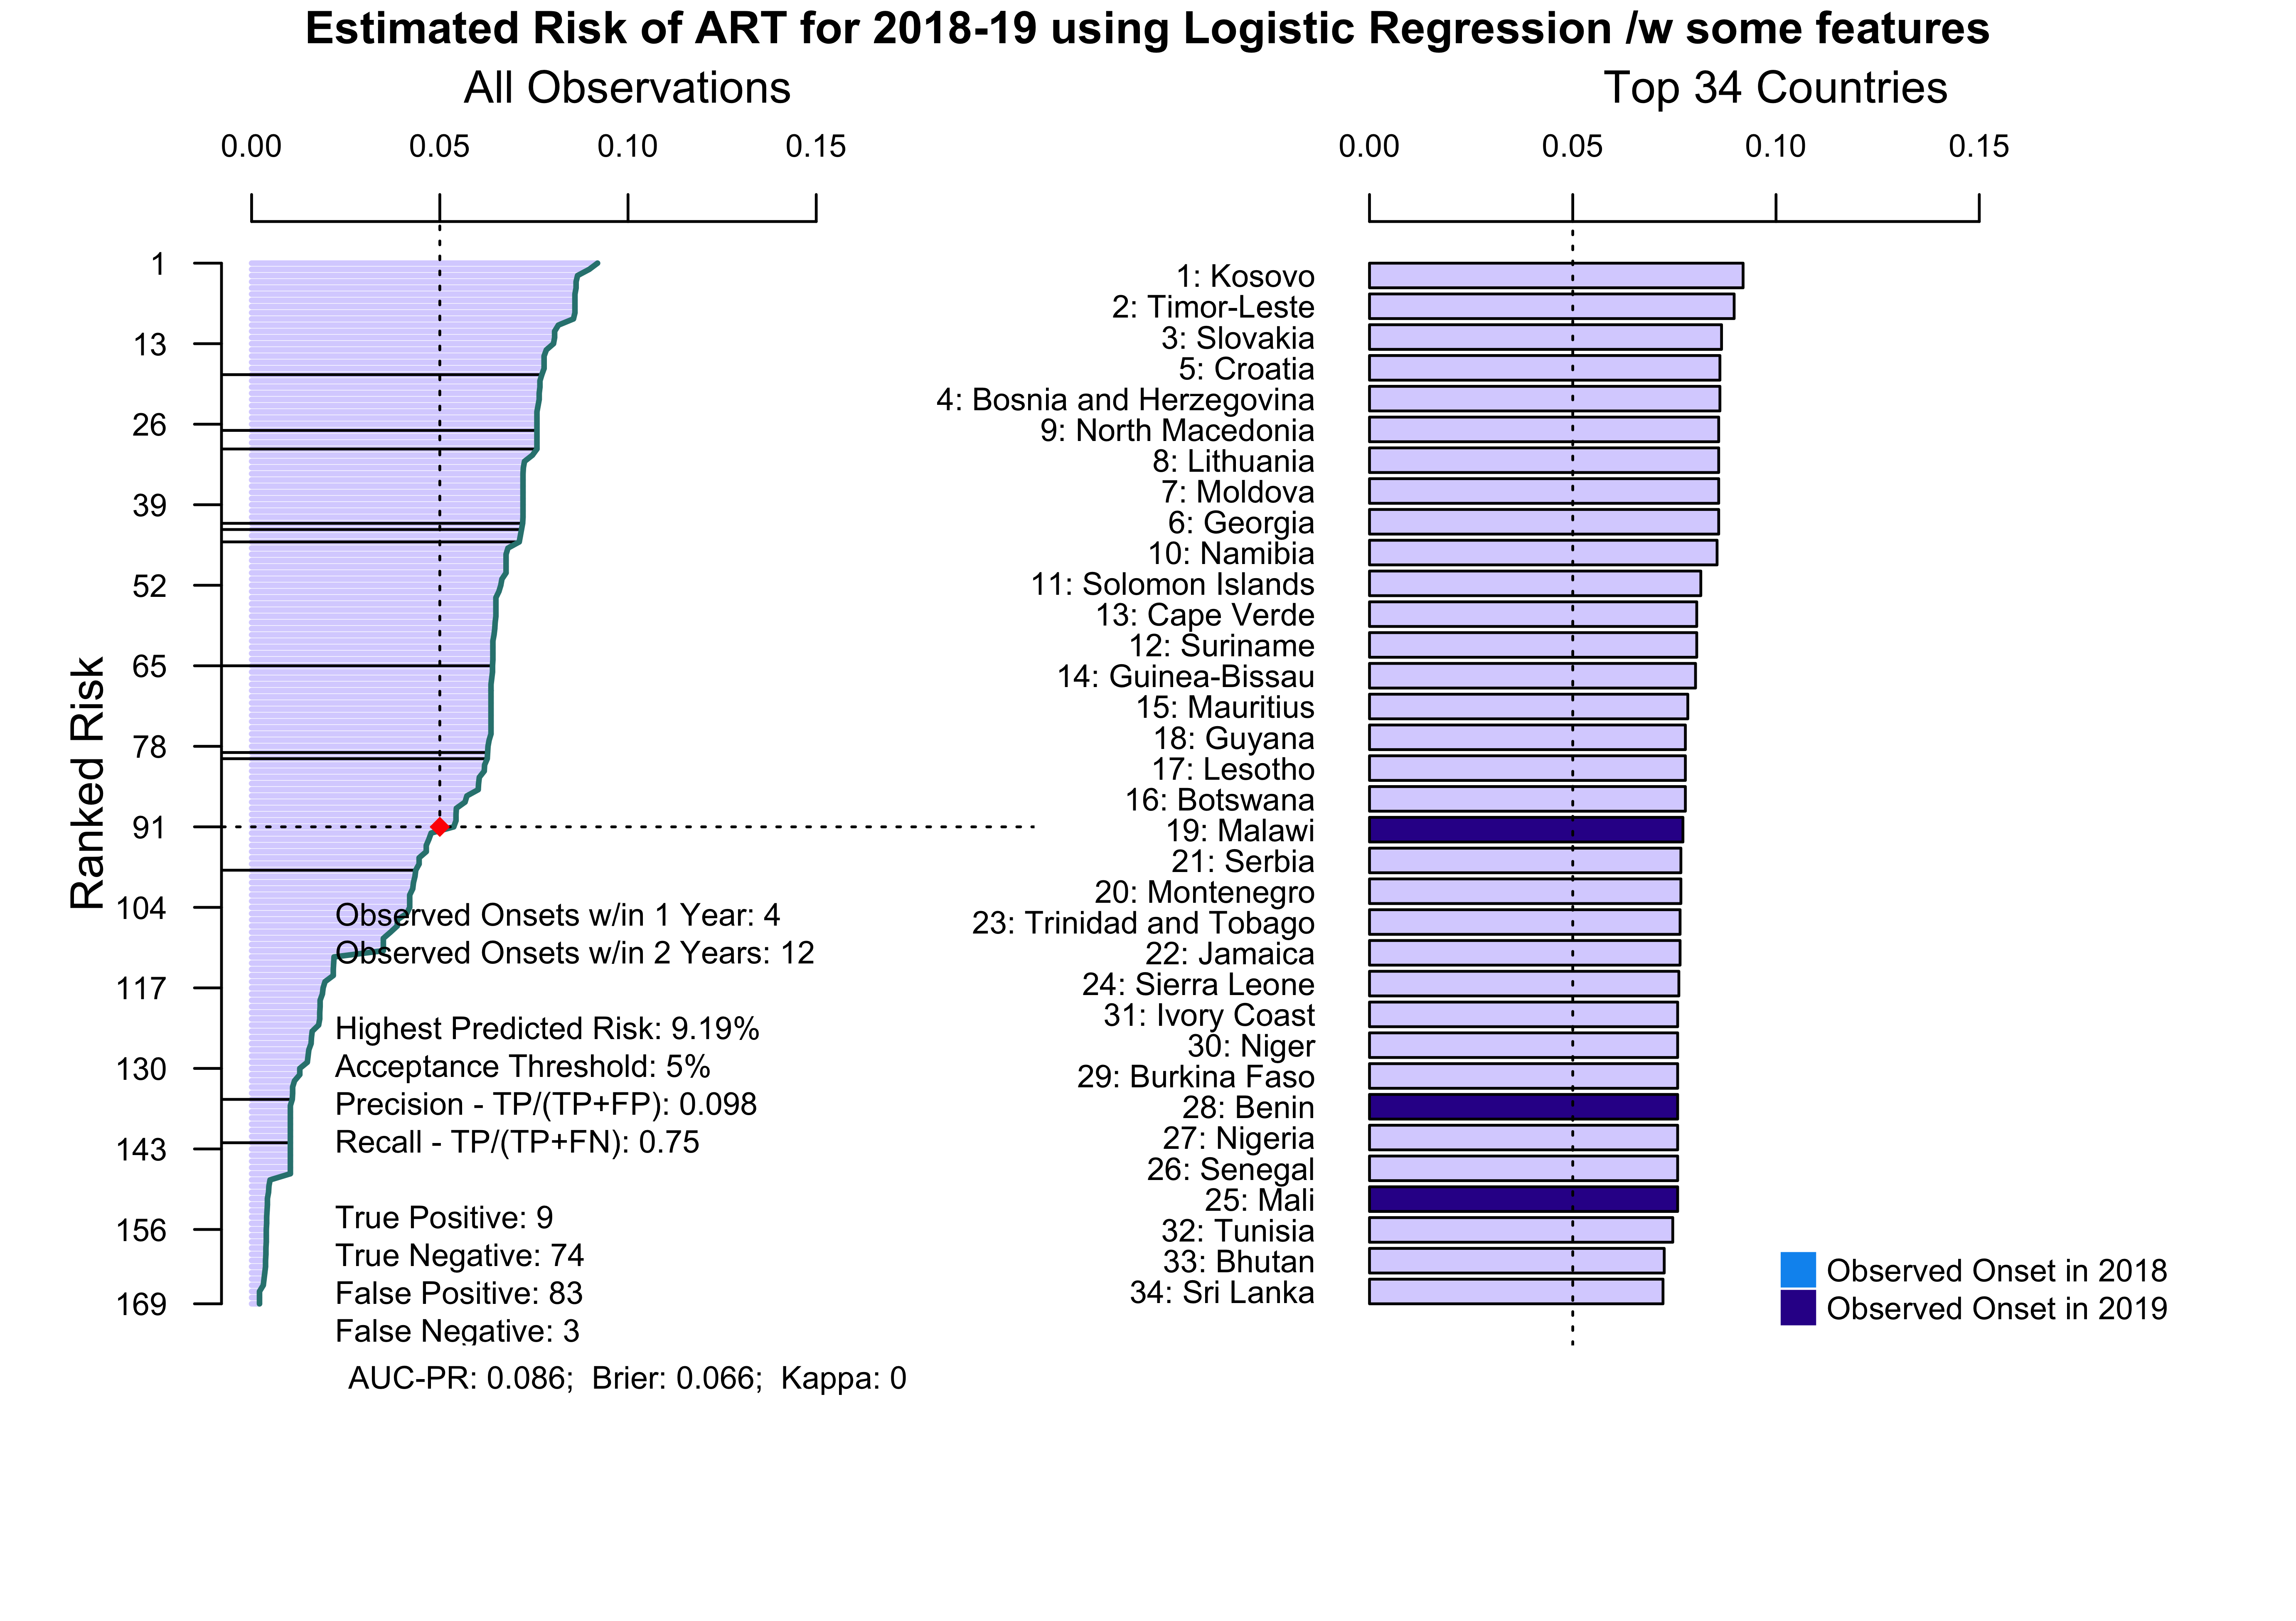 Estimated Risk of ART for 2018-19 using Logistic Regression /w some features
All Observations
0.00 0.05 0.10 0.15
Ranked Risk
1
13
26
39
52
65
78
91
104
117
130
143
156
169
Observed Onsets w/in 1 Year: 4
Observed Onsets w/in 2 Years: 12
Highest Predicted Risk: 9.19%
Acceptance Threshold: 5%
Precision - TP/(TP+FP): 0.098
Recall - TP/(TP+FN): 0.75
True Positive: 9
True Negative: 74
False Positive: 83
False Negative: 3
AUC-PR: 0.086; Brier: 0.066; Kappa: 0
Top 34 Countries
0.00 0.05 0.10 0.15
1: Kosovo
2: Timor-Leste
3: Slovakia
5: Croatia
4: Bosnia and Herzegovina
9: North Macedonia
8: Lithuania
7: Moldova
6: Georgia
10: Namibia
11: Solomon Islands
13: Cape Verde
12: Suriname
14: Guinea-Bissau
15: Mauritius
18: Guyana
17: Lesotho
16: Botswana
19: Malawi
21: Serbia
20: Montenegro
23: Trinidad and Tobago
22: Jamaica
24: Sierra Leone
31: Ivory Coast
30: Niger
29: Burkina Faso
28: Benin
27: Nigeria
26: Senegal
25: Mali
32: Tunisia
33: Bhutan
34: Sri Lanka
Observed Onset in 2018
Observed Onset in 2019